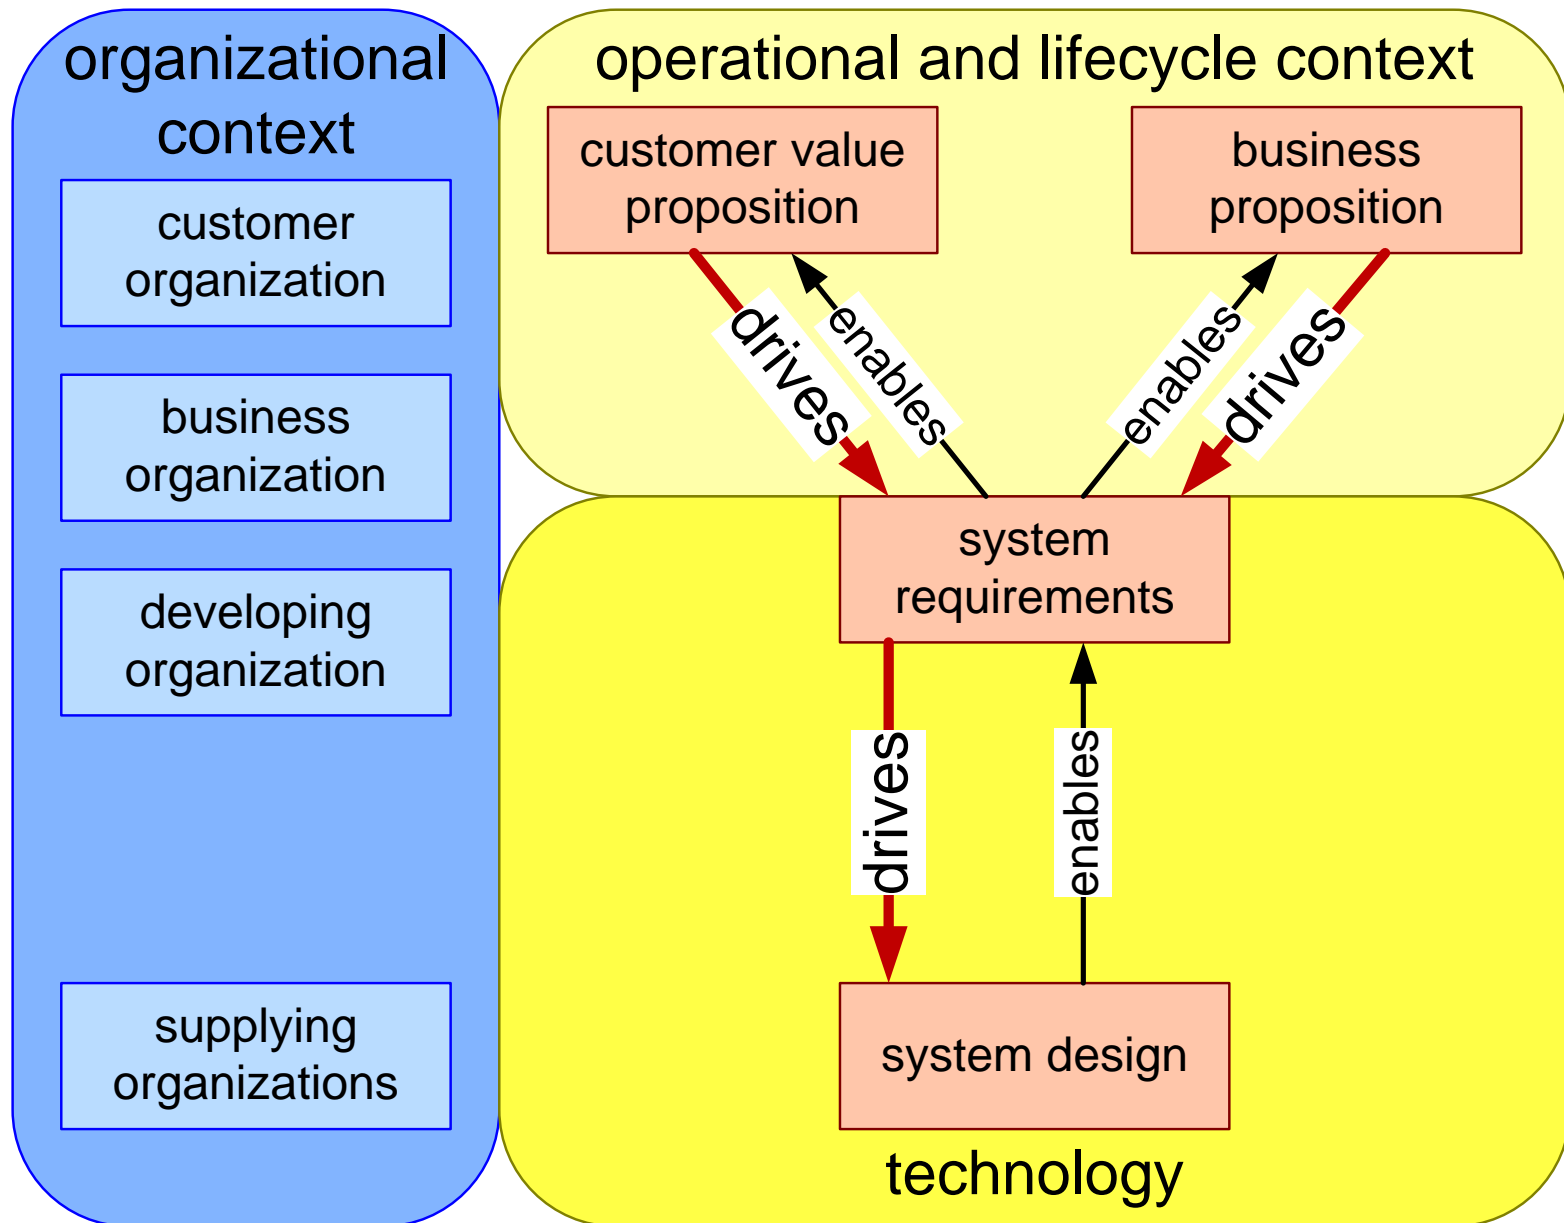 organizational
context
customer
organization
business
organization
developing
organization
supplying
organizations
operational and lifecycle context
customer value
proposition
business
proposition
drives
enables
enables
drives
system
requirements
drives
enables
system design
technology